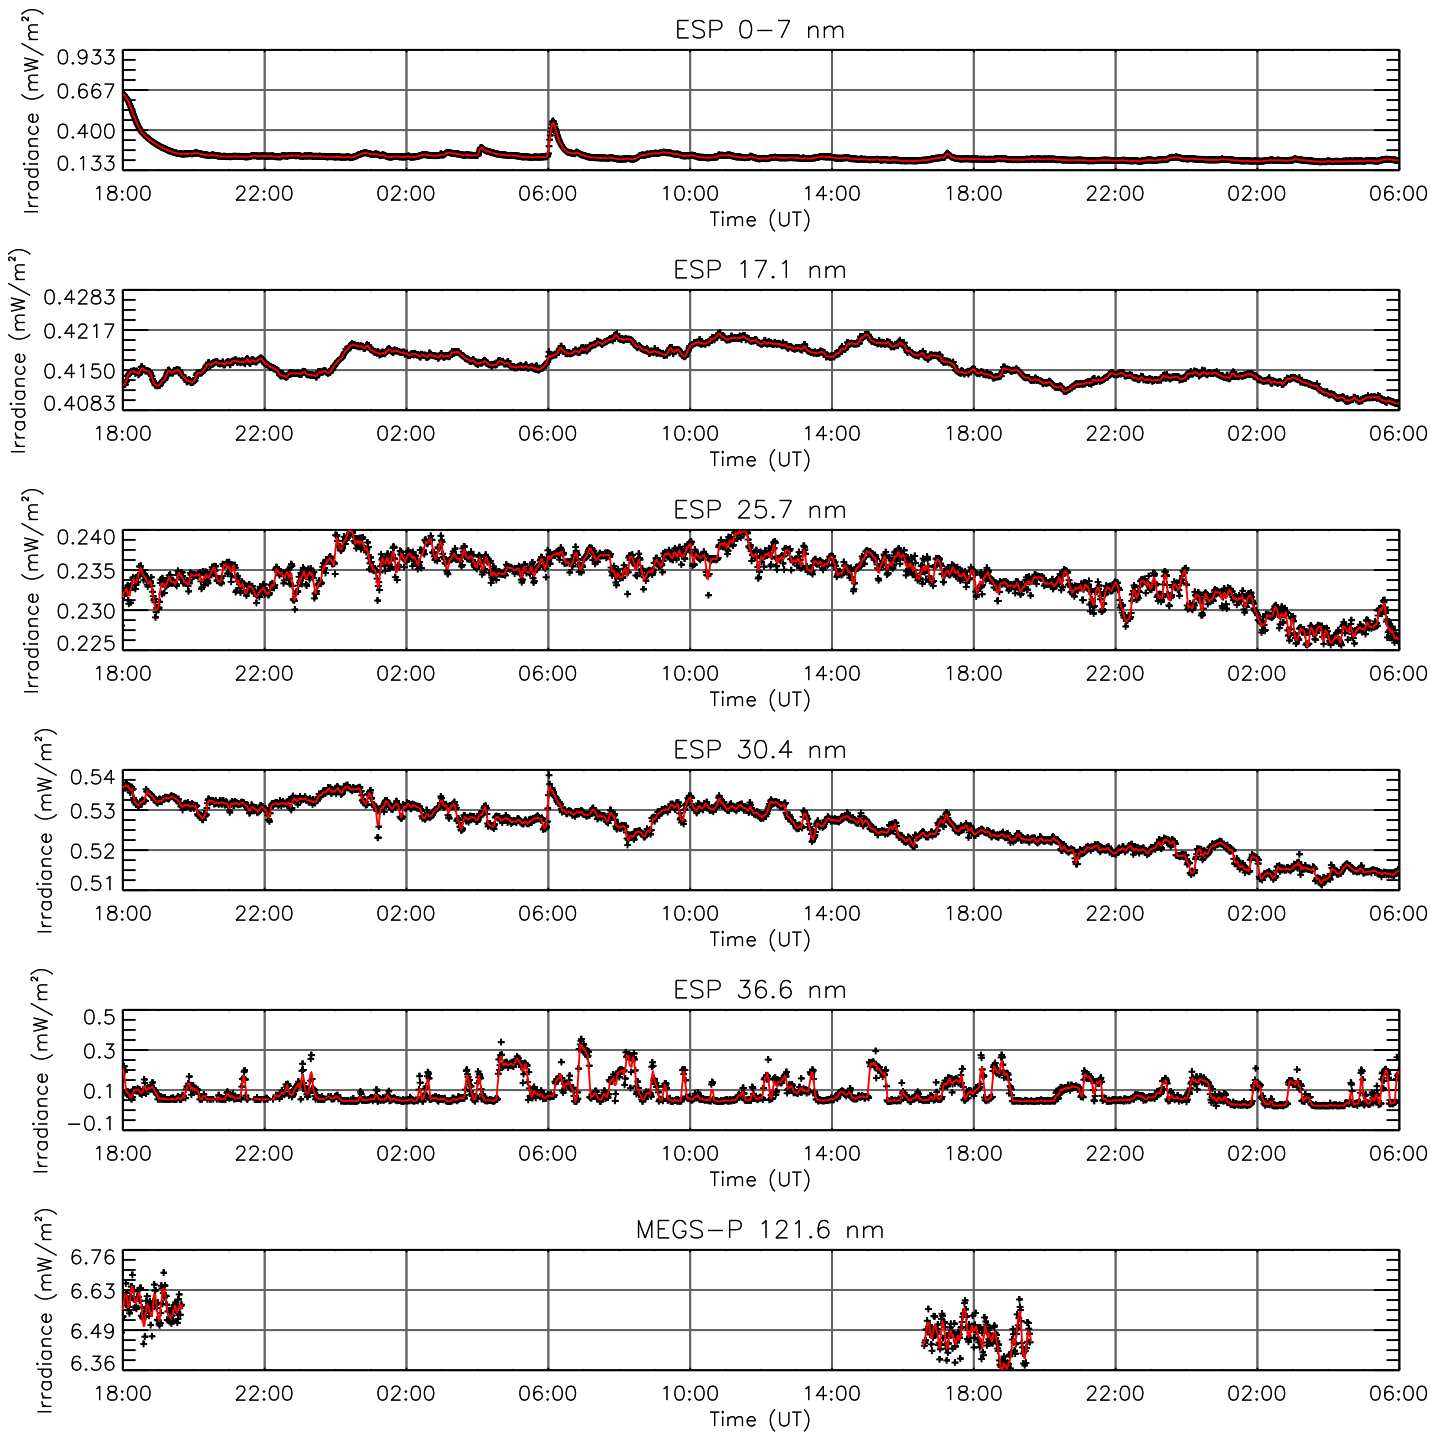 ESP 0-7 nm
Irradiance (mW/m²)
0.933
0.667
0.400
0.133
18:00 22:00 02:00 06:00 10:00 14:00 18:00 22:00 02:00 06:00
Time (UT)
ESP 17.1 nm
Irradiance (mW/m²)
0.4283
0.4217
0.4150
0.4083
18:00 22:00 02:00 06:00 10:00 14:00 18:00 22:00 02:00 06:00
Time (UT)
ESP 25.7 nm
Irradiance (mW/m²)
0.240
0.235
0.230
0.225
18:00 22:00 02:00 06:00 10:00 14:00 18:00 22:00 02:00 06:00
Time (UT)
ESP 30.4 nm
Irradiance (mW/m²)
0.54
0.53
0.52
0.51
18:00 22:00 02:00 06:00 10:00 14:00 18:00 22:00 02:00 06:00
Time (UT)
ESP 36.6 nm
Irradiance (mW/m²)
0.5
0.3
0.1
-0.1
18:00 22:00 02:00 06:00 10:00 14:00 18:00 22:00 02:00 06:00
Time (UT)
MEGS-P 121.6 nm
Irradiance (mW/m²)
6.76
6.63
6.49
6.36
18:00 22:00 02:00 06:00 10:00 14:00 18:00 22:00 02:00 06:00
Time (UT)